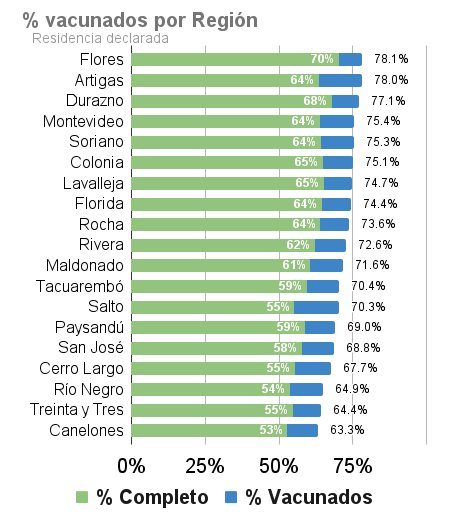 % vacunados por Región
Residencia declarada
Flores 70% 78.1%
Artigas 64% 78.0%
Durazno 68% 77.1%
Montevideo 64% 75.4%
Soriano 64% 75.3%
Colonia 65% 75.1%
Lavalleja 65% 74.7%
Florida 64% 74.4%
Rocha 64% 73.6%
Rivera 62% 72.6%
Maldonado 61% 71.6%
Tacuarembó 59% 70.4%
Salto 55% 70.3%
Paysandú 59% 69.0%
San José 58% 68.8%
Cerro Largo 55% 67.7%
Río Negro 54% 64.9%
Treinta y Tres 55% 64.4%
Canelones 53% 63.3%
0% 25% 50% 75%
% Completo % Vacunados